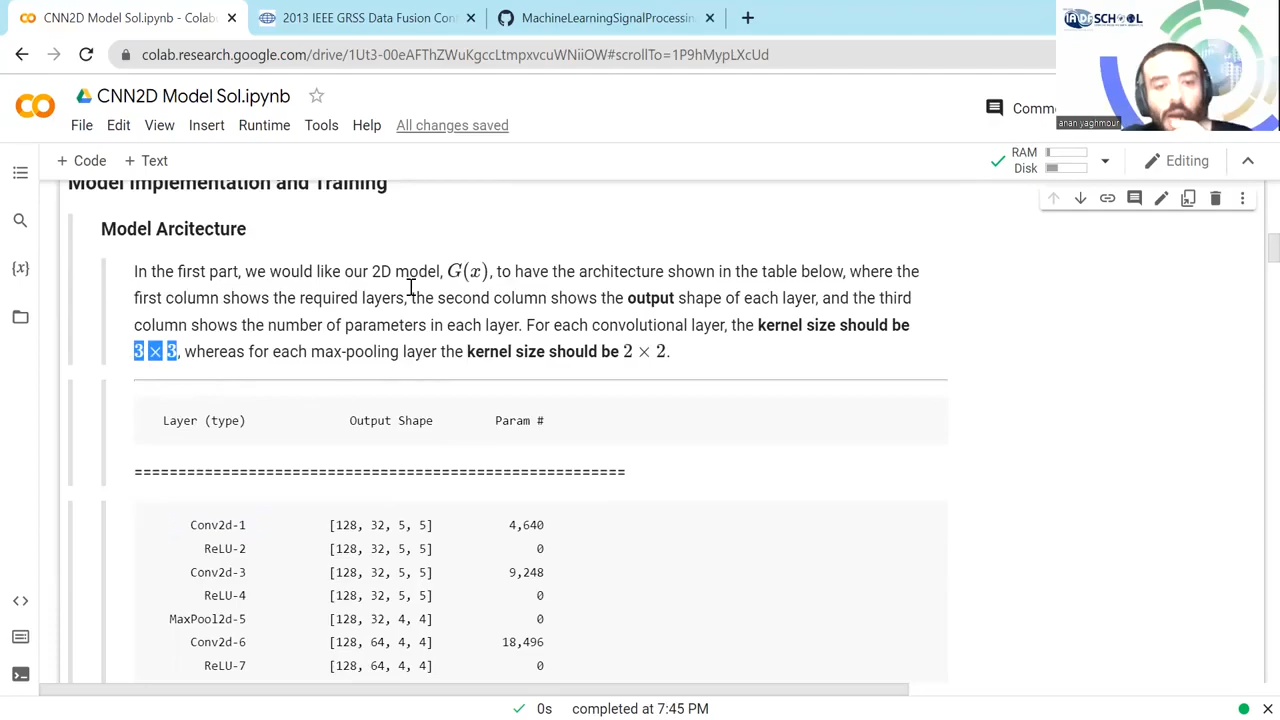 CNN2D Model Sol.ipynb - Colab
2013 IEEE GRSS Data Fusion Cont
MachineLearningSignalProcessin
colab.research.google.com/drive/1Ut3-00eAFThZWuKgccLtmpxvcuWNiiOW#scrollTo=1P9hMypLXcUd
IADFSCHOOL
anan yaghmour
CNN2D Model Sol.ipynb
File Edit View Insert Runtime Tools Help All changes saved
Comme
+ Code + Text
RAM
Disk
Editing
Model Implementation and Training
Model Arcitecture
In the first part, we would like our 2D model, G(x), to have the architecture shown in the table below, where the
first column shows the required layers, the second column shows the output shape of each layer, and the third
column shows the number of parameters in each layer. For each convolutional layer, the kernel size should be
3 × 3, whereas for each max-pooling layer the kernel size should be 2 × 2.
Layer (type) Output Shape Param #
=======================================================
Conv2d-1 [128, 32, 5, 5] 4,640
ReLU-2 [128, 32, 5, 5] 0
Conv2d-3 [128, 32, 5, 5] 9,248
ReLU-4 [128, 32, 5, 5] 0
MaxPool2d-5 [128, 32, 4, 4] 0
Conv2d-6 [128, 64, 4, 4] 18,496
ReLU-7 [128, 64, 4, 4] 0
0s completed at 7:45 PM